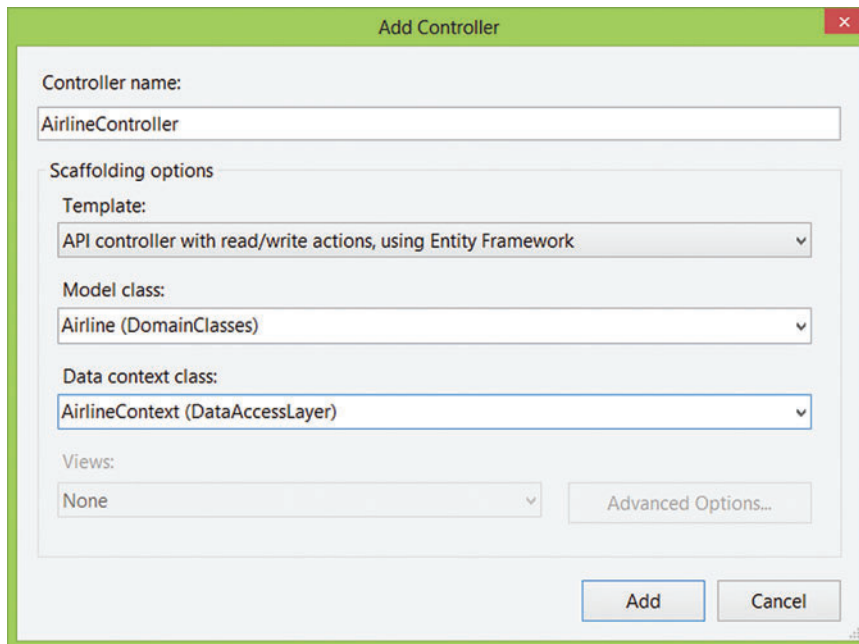 Add Controller
Controller name:
AirlineController
Scaffolding options
Template:
API controller with read/write actions, using Entity Framework
Model class:
Airline (DomainClasses)
Data context class:
AirlineContext (DataAccessLayer)
Views:
None
Advanced Options...
Add
Cancel